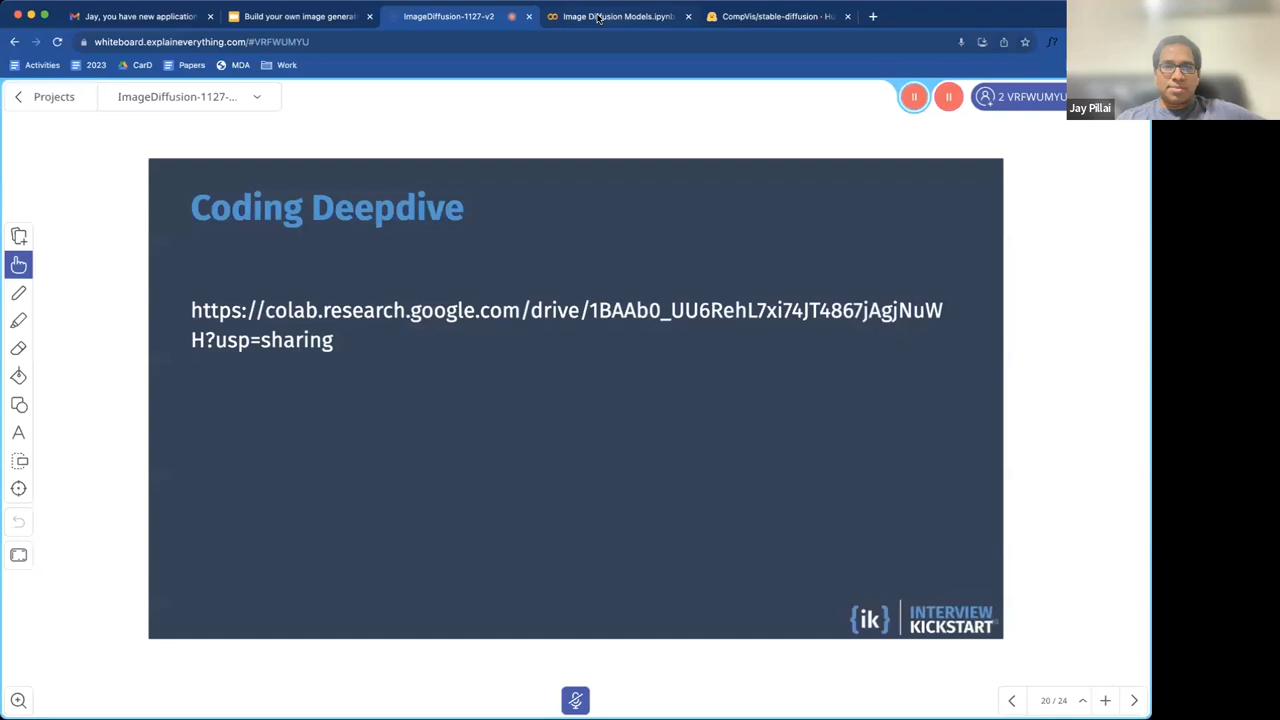 Jay, you have new application
Build your own image genera
ImageDiffusion-1127-v2
Image Diffusion Models.ipynb
CompVis/stable-diffusion · Hu
whiteboard.explaineverything.com/#VRFWUMYU
Activities
2023
CarD
Papers
MDA
Work
Projects
ImageDiffusion-1127-...
2 VRFWUMYU
Jay Pillai
Coding Deepdive
https://colab.research.google.com/drive/1BAAb0_UU6RehL7xi74JT4867jAgjNuW
H?usp=sharing
{ik} INTERVIEW
KICKSTART
20 / 24